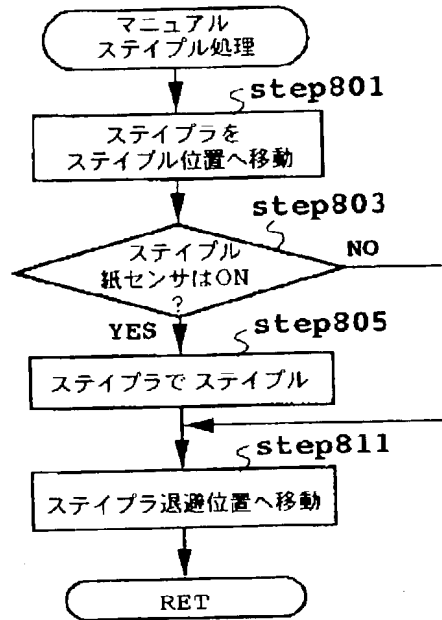 マニュアル
ステイプル処理
step801
ステイプラを
ステイプル位置へ移動
step803
ステイプル
紙センサはON
?
NO
YES
step805
ステイプラでステイプル
step811
ステイプラ退避位置へ移動
RET